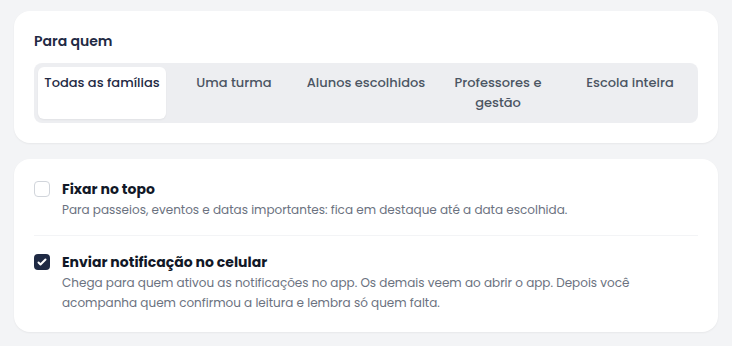 Para quem
Todas as famílias
Uma turma
Alunos escolhidos
Professores e
gestão
Escola inteira
Fixar no topo
Para passeios, eventos e datas importantes: fica em destaque até a data escolhida.
Enviar notificação no celular
Chega para quem ativou as notificações no app. Os demais veem ao abrir o app. Depois você
acompanha quem confirmou a leitura e lembra só quem falta.